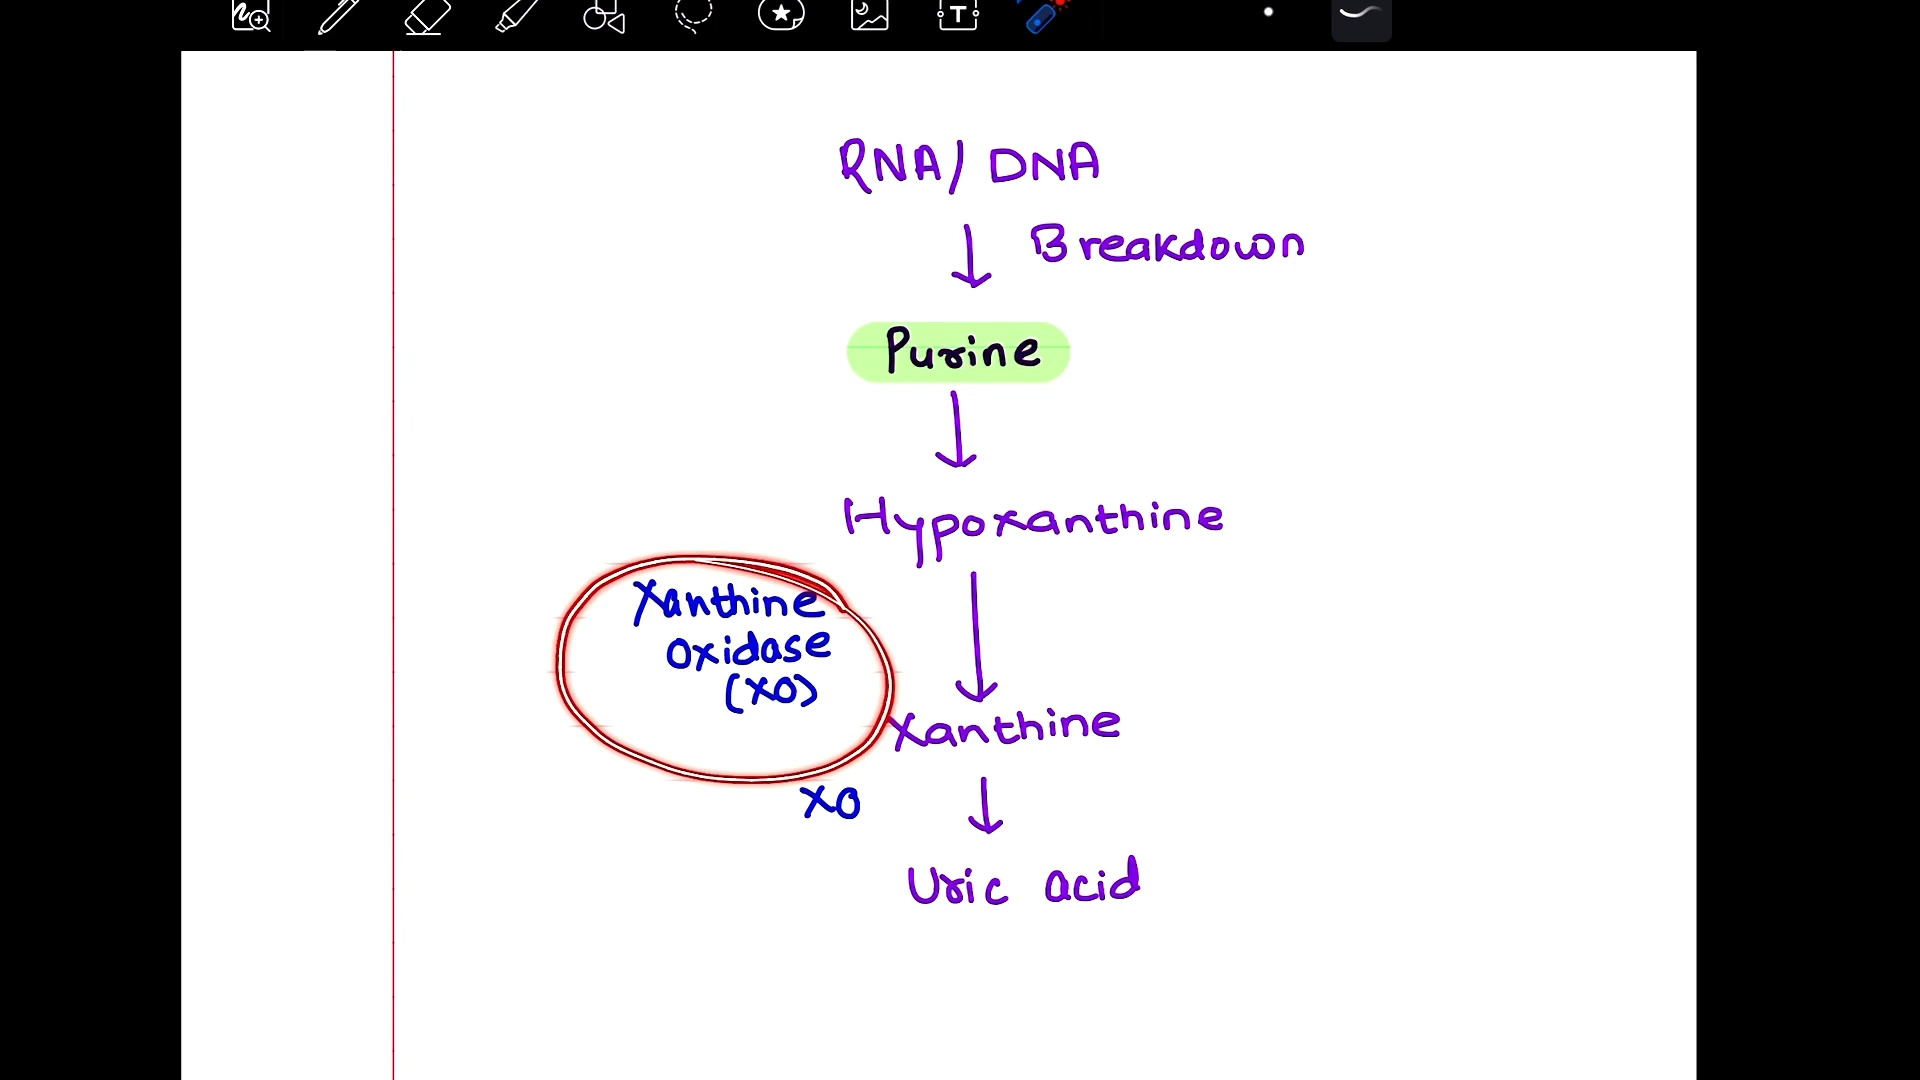 RNA/ DNA
Breakdown
Purine
Hypoxanthine
Xanthine
oxidase
(XO)
Xanthine
XO
Uric acid